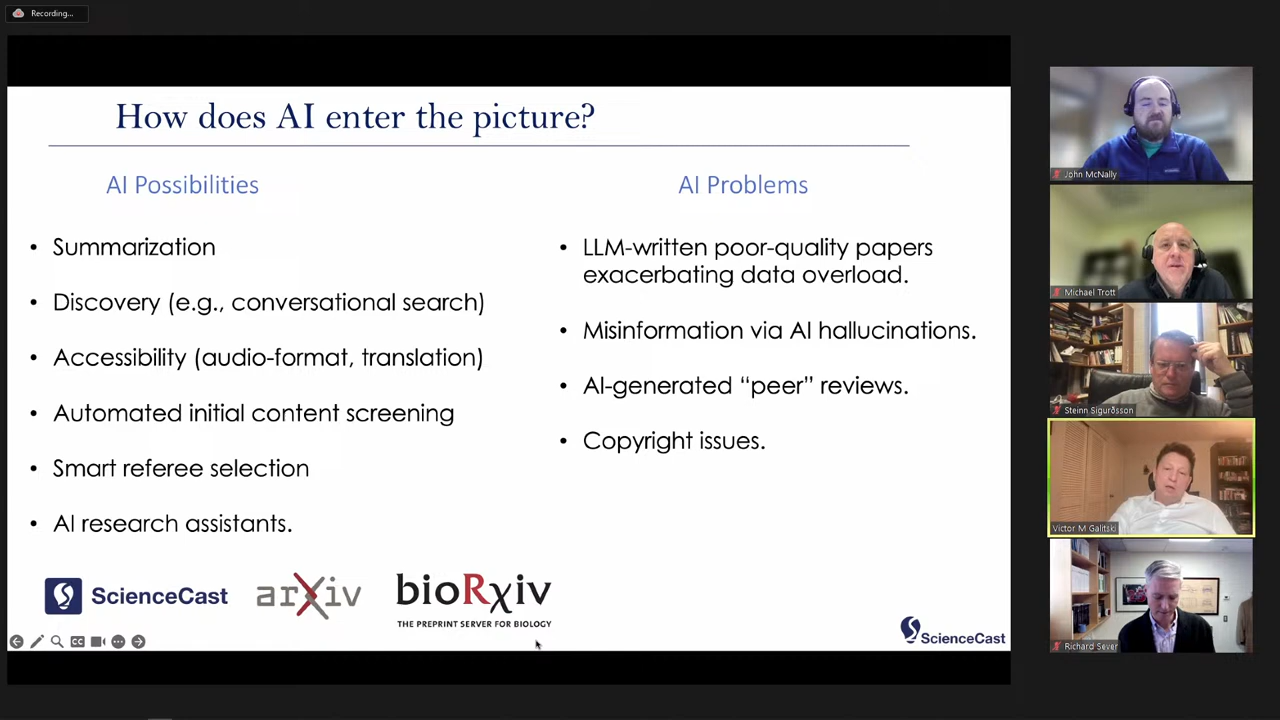 Recording...
How does AI enter the picture?
AI Possibilities
• Summarization
• Discovery (e.g., conversational search)
• Accessibility (audio-format, translation)
• Automated initial content screening
• Smart referee selection
• AI research assistants.
AI Problems
• LLM-written poor-quality papers
exacerbating data overload.
• Misinformation via AI hallucinations.
• AI-generated “peer” reviews.
• Copyright issues.
ScienceCast
arXiv
bioRxiv
THE PREPRINT SERVER FOR BIOLOGY
CC
ScienceCast
John McNally
Michael Trott
Steinn Sigurðsson
Victor M Galitski
Richard Sever